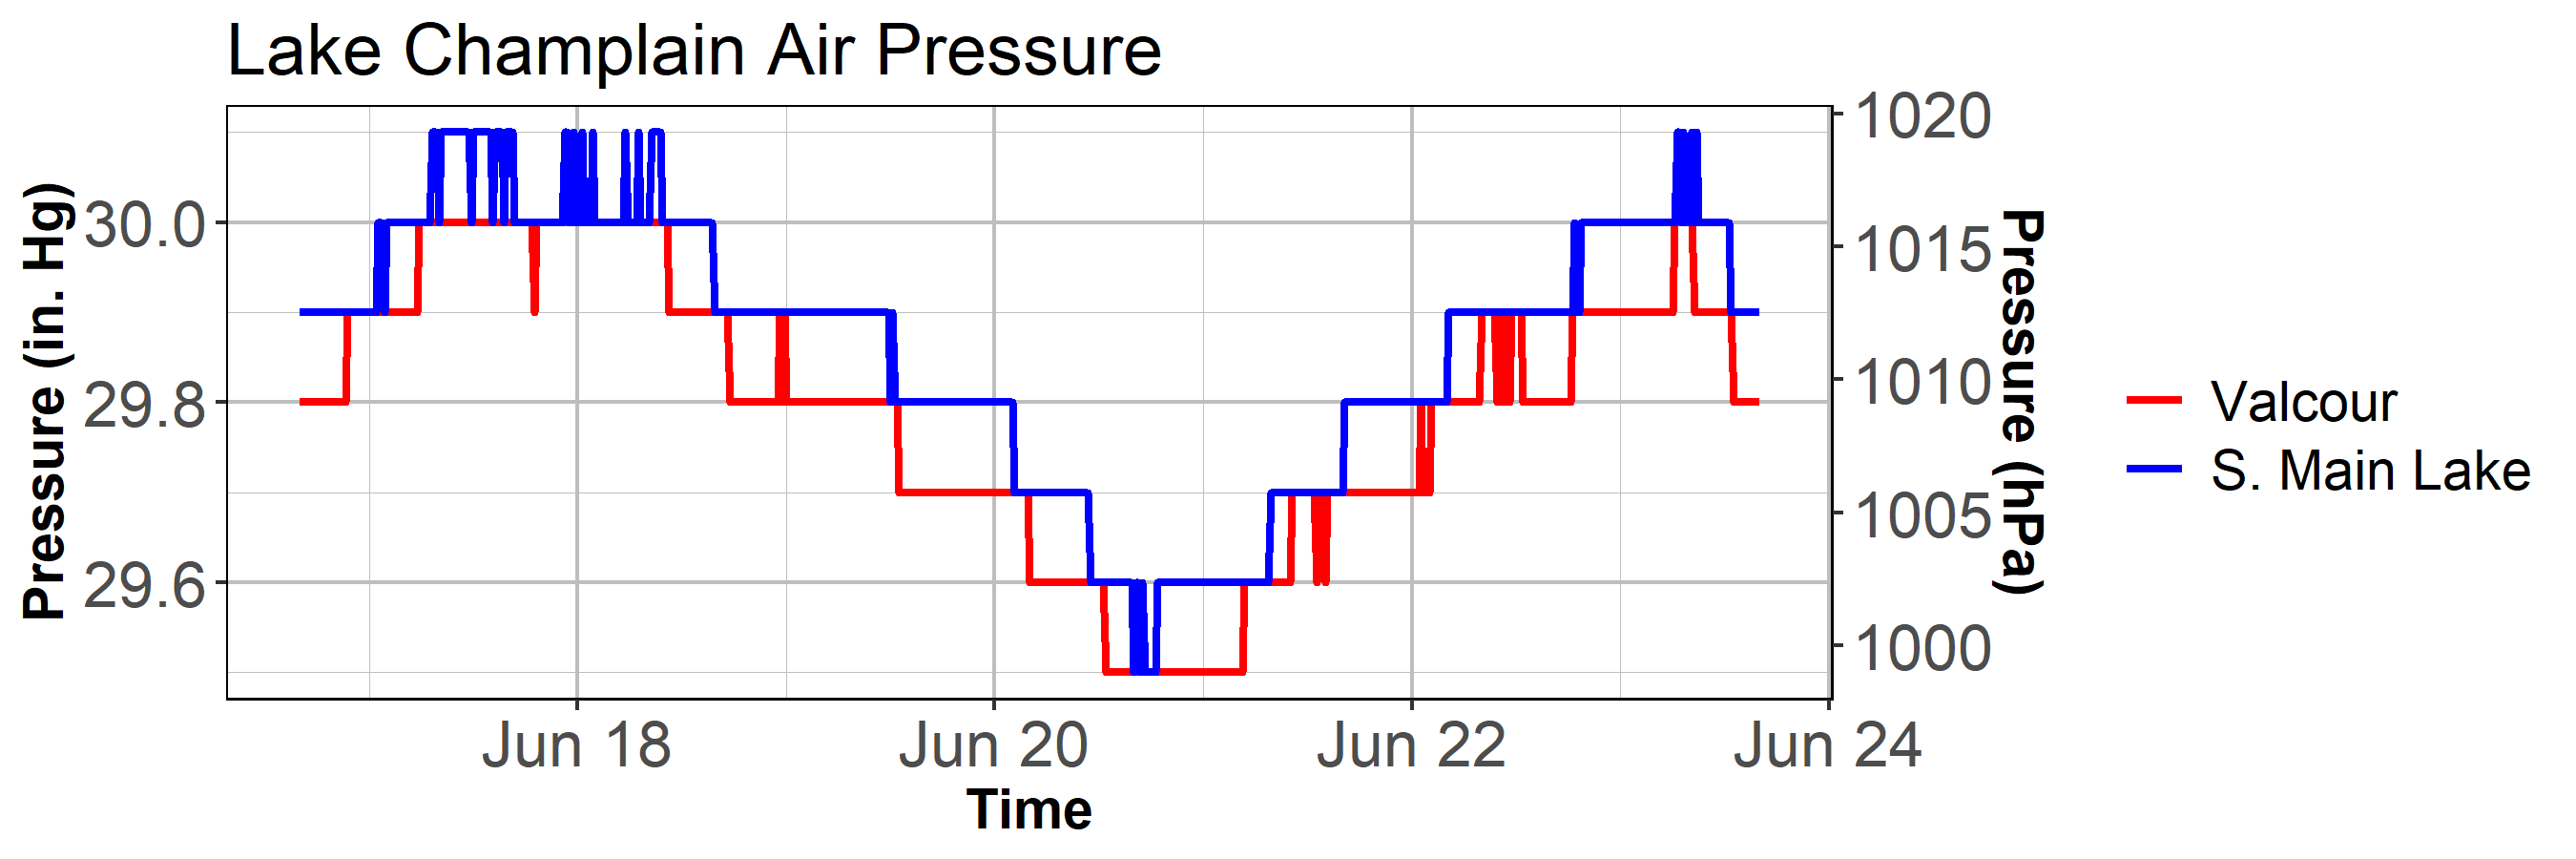 Lake Champlain Air Pressure
Pressure (in. Hg)
30.0
29.8
29.6
1020
1015
1010
1005
1000
Pressure (hPa)
Jun 18
Jun 20
Jun 22
Jun 24
Time
Valcour
S. Main Lake